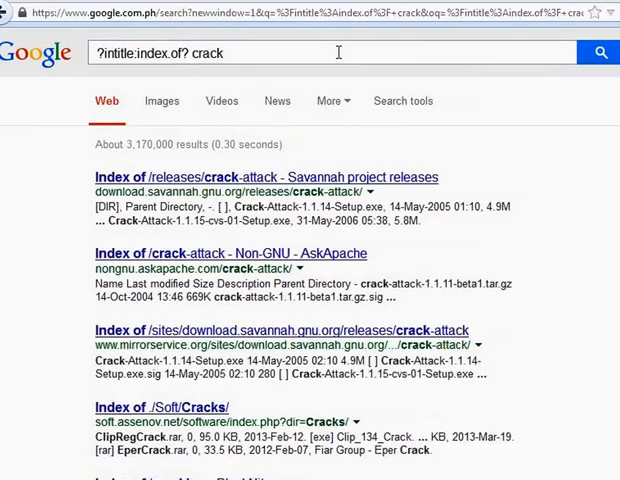 https://www.google.com.ph/search?newwindow=1&q=%3Fintitle%3Aindex.of%3F+crack&oq=%3Fintitle%3Aindex.of%3F+crac
Google ?intitle:index.of? crack
Web Images Videos News More Search tools
About 3,170,000 results (0.30 seconds)
Index of /releases/crack-attack - Savannah project releases
download.savannah.gnu.org/releases/crack-attack/
[DIR], Parent Directory, -. [ ], Crack-Attack-1.1.14-Setup.exe, 14-May-2005 01:10, 4.9M
... Crack-Attack-1.1.15-cvs-01-Setup.exe, 31-May-2006 05:38, 5.8M.
Index of /crack-attack - Non-GNU - AskApache
nongnu.askapache.com/crack-attack/
Name Last modified Size Description Parent Directory - crack-attack-1.1.11-beta1.tar.gz
14-Oct-2004 13:46 669K crack-attack-1.1.11-beta1.tar.gz.sig ...
Index of /sites/download.savannah.gnu.org/releases/crack-attack
www.mirrorservice.org/sites/download.savannah.gnu.org/.../crack-attack/
Crack-Attack-1.1.14-Setup.exe 14-May-2005 02:10 4.9M [ ] Crack-Attack-1.1.14-
Setup.exe.sig 14-May-2005 02:10 280 [ ] Crack-Attack-1.1.15-cvs-01-Setup.exe
Index of ./Soft/Cracks/
soft.assenov.net/software/index.php?dir=Cracks/
ClipRegCrack.rar, 0, 95.0 KB, 2013-Feb-12. [exe] Clip_134_Crack. ... KB, 2013-Mar-19.
[rar] EperCrack.rar, 0, 33.5 KB, 2012-Feb-07, Fiar Group - Eper Crack.